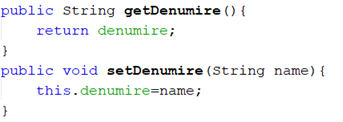 public String getDenumire(){
    return denumire;
}
public void setDenumire(String name){
    this.denumire=name;
}